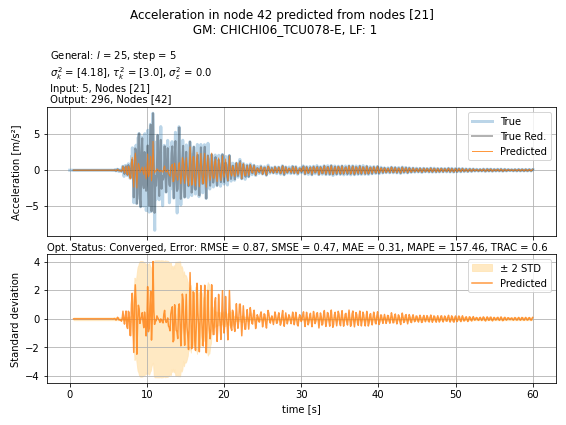 Acceleration in node 42 predicted from nodes [21]
GM: CHICHI06_TCU078-E, LF: 1
General: l = 25, step = 5
σ²ₖ = [4.18], τ²ₖ = [3.0], σ²ε = 0.0
Input: 5, Nodes [21]
Output: 296, Nodes [42]
True
True Red.
Predicted
Acceleration [m/s²]
5
0
−5
Opt. Status: Converged, Error: RMSE = 0.87, SMSE = 0.47, MAE = 0.31, MAPE = 157.46, TRAC = 0.6
± 2 STD
Predicted
Standard deviation
4
2
0
−2
−4
0 10 20 30 40 50 60
time [s]